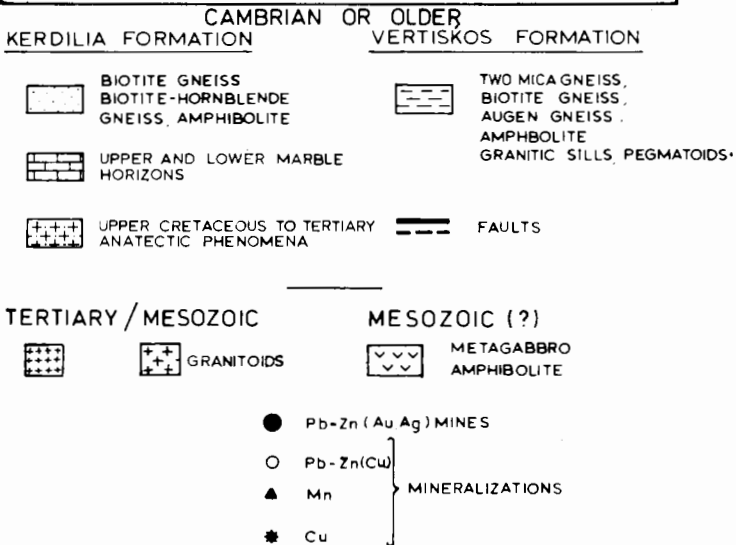 CAMBRIAN OR OLDER
KERDILIA FORMATION
BIOTITE GNEISS
BIOTITE-HORNBLENDE
GNEISS, AMPHIBOLITE
UPPER AND LOWER MARBLE
HORIZONS
UPPER CRETACEOUS TO TERTIARY
ANATECTIC PHENOMENA
VERTISKOS FORMATION
TWO MICA GNEISS,
BIOTITE GNEISS,
AUGEN GNEISS.
AMPHBOLITE
GRANITIC SILLS, PEGMATOIDS.
FAULTS
TERTIARY/MESOZOIC
GRANITOIDS
MESOZOIC (?)
METAGABBRO
AMPHIBOLITE
Pb-Zn (Au,Ag) MINES
Pb-Zn(Cu)
Mn
Cu
MINERALIZATIONS